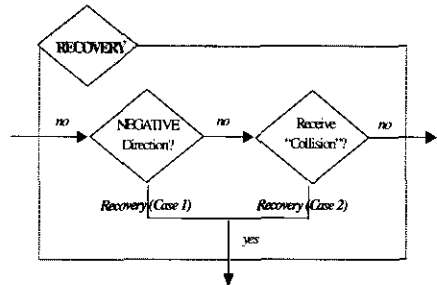 RECOVERY
no
NEGATIVE
Direction?
no
Receive
"Collision"?
no
Recovery (Case 1)
Recovery (Case 2)
yes